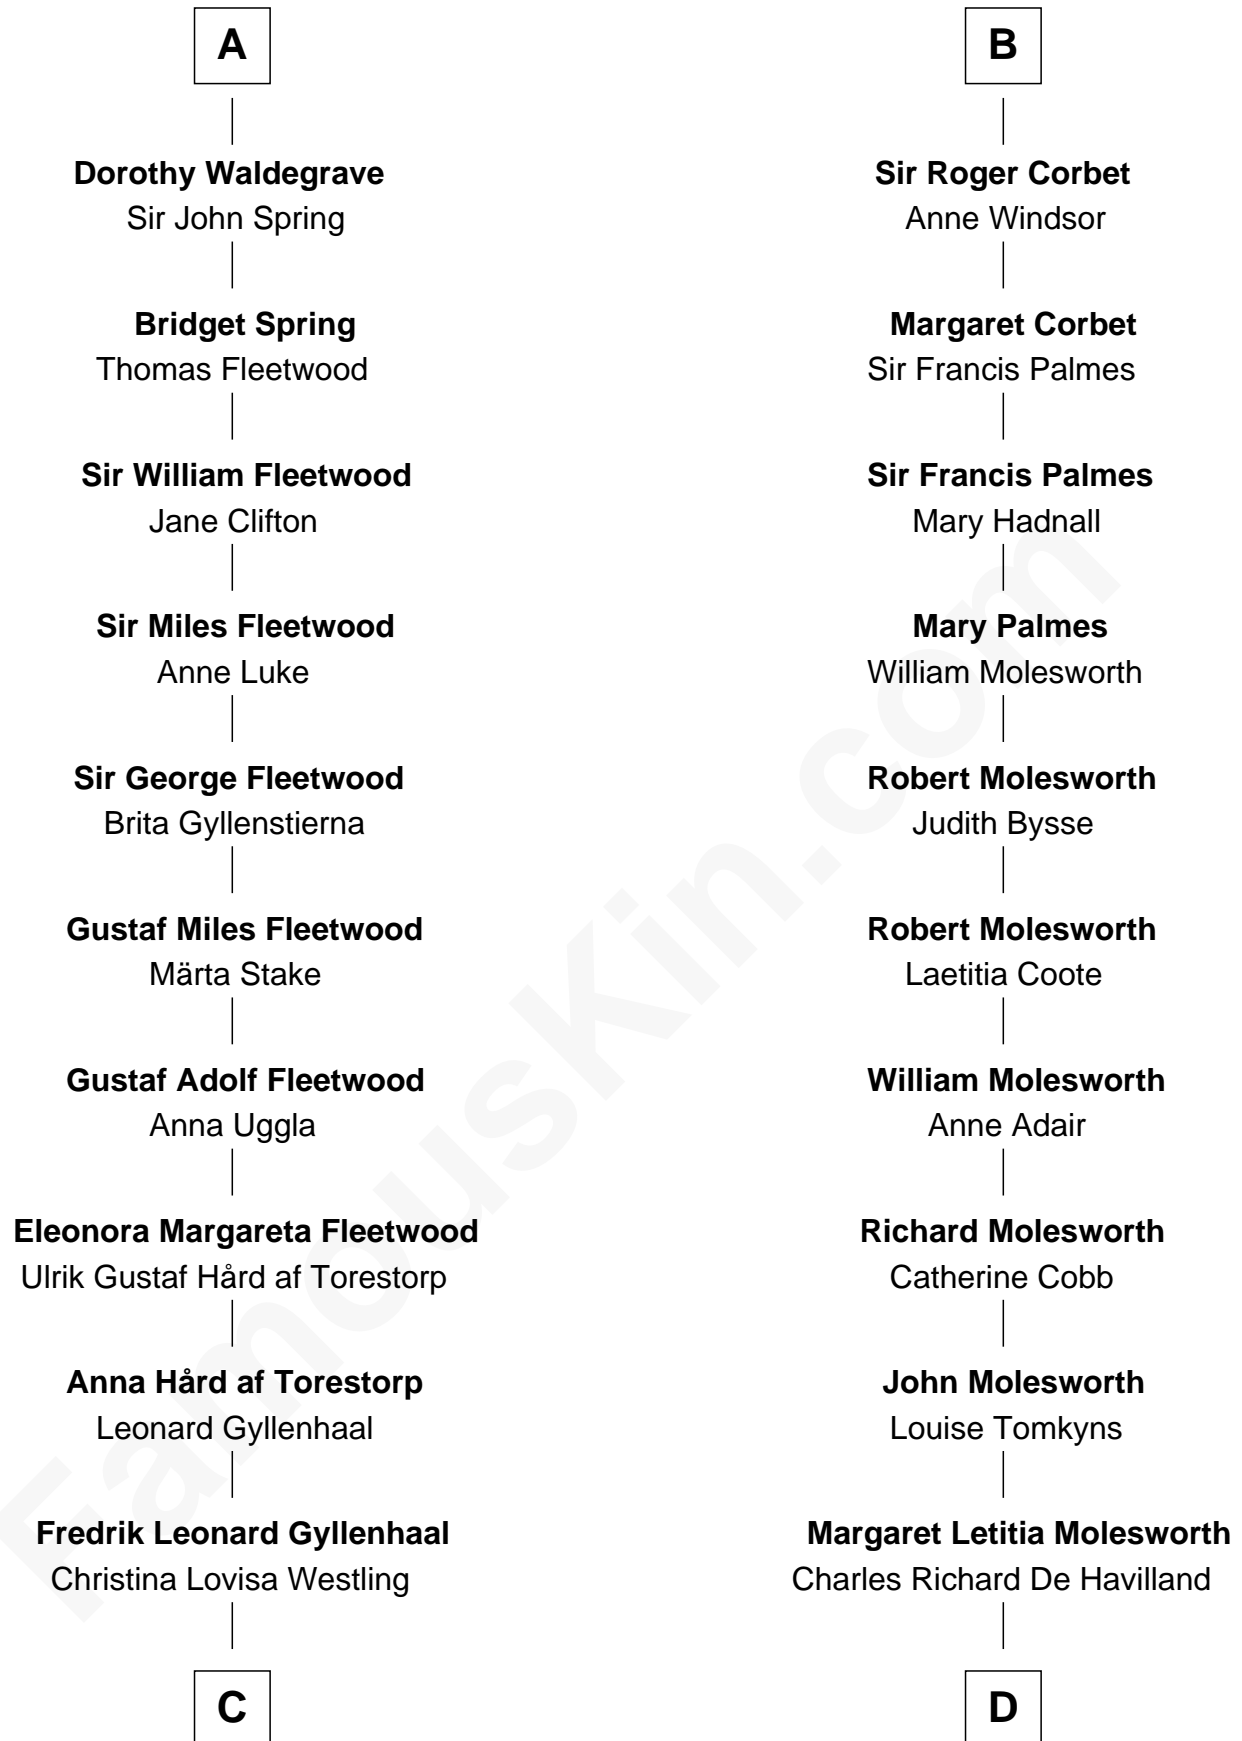 A
Dorothy Waldegrave
Sir John Spring
Bridget Spring
Thomas Fleetwood
Sir William Fleetwood
Jane Clifton
Sir Miles Fleetwood
Anne Luke
Sir George Fleetwood
Brita Gyllenstierna
Gustaf Miles Fleetwood
Märta Stake
Gustaf Adolf Fleetwood
Anna Uggla
Eleonora Margareta Fleetwood
Ulrik Gustaf Hård af Torestorp
Anna Hård af Torestorp
Leonard Gyllenhaal
Fredrik Leonard Gyllenhaal
Christina Lovisa Westling
C
B
Sir Roger Corbet
Anne Windsor
Margaret Corbet
Sir Francis Palmes
Sir Francis Palmes
Mary Hadnall
Mary Palmes
William Molesworth
Robert Molesworth
Judith Bysse
Robert Molesworth
Laetitia Coote
William Molesworth
Anne Adair
Richard Molesworth
Catherine Cobb
John Molesworth
Louise Tomkyns
Margaret Letitia Molesworth
Charles Richard De Havilland
D
FamousKin.com